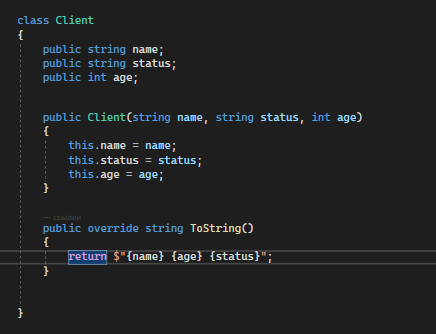 class Client
{
public string name;
public string status;
public int age;
public Client(string name, string status, int age)
{
this.name = name;
this.status = status;
this.age = age;
}
— ссылки
public override string ToString()
{
return $"{name} {age} {status}";
}
}